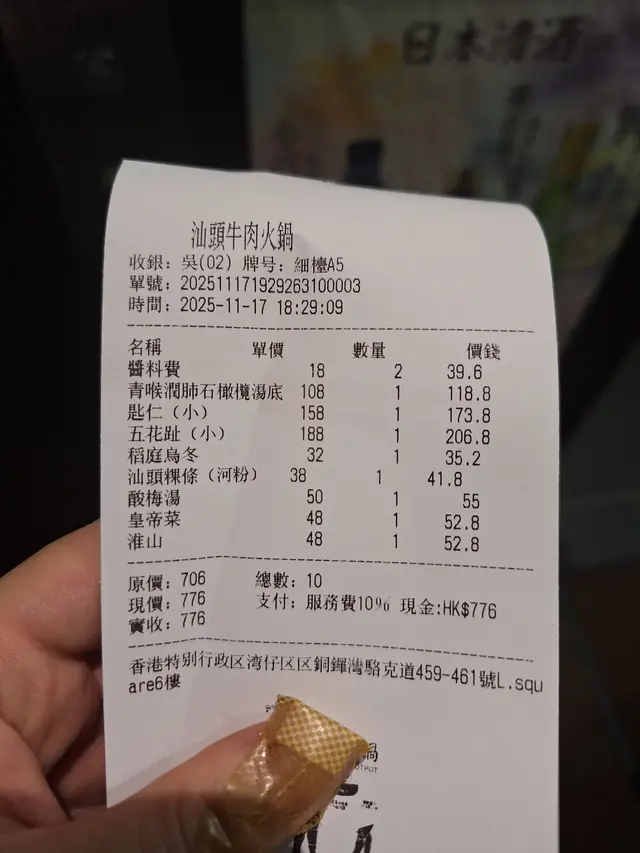 日本清酒
汕頭牛肉火鍋
收銀: 吳(02) 牌号: 細檯A5
單號: 202511171929263100003
時間: 2025-11-17 18:29:09
名稱 單價 數量 價錢
醬料費 18 2 39.6
青喉潤肺石橄欖湯底 108 1 118.8
匙仁（小） 158 1 173.8
五花趾（小） 188 1 206.8
稻庭烏冬 32 1 35.2
汕頭粿條（河粉） 38 1 41.8
酸梅湯 50 1 55
皇帝菜 48 1 52.8
淮山 48 1 52.8
原價: 706 總數: 10
現價: 776 支付: 服務費10% 現金:HK$776
實收: 776
香港特別行政区湾仔区区銅鑼灣駱克道459-461號L.squ
are6樓
鍋